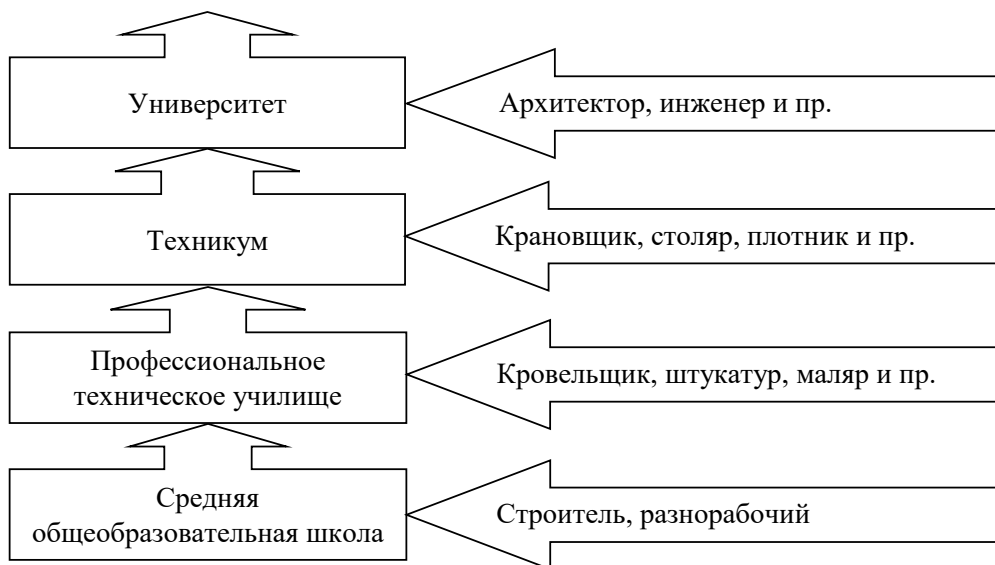 Университет
Архитектор, инженер и пр.
Техникум
Крановщик, столяр, плотник и пр.
Профессиональное
техническое училище
Кровельщик, штукатур, маляр и пр.
Средняя
общеобразовательная школа
Строитель, разнорабочий